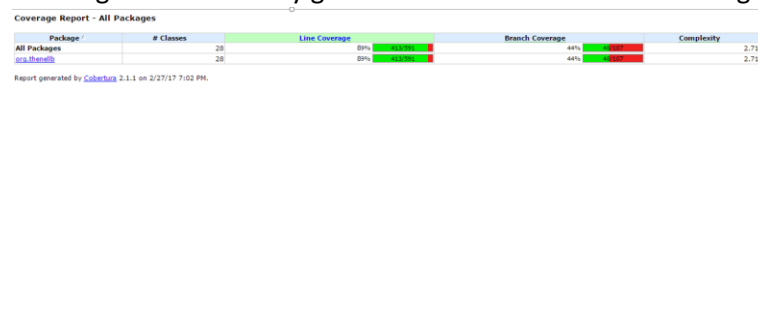 Coverage Report - All Packages
Package # Classes Line Coverage Branch Coverage Complexity
All Packages 28 89% 413/591 44% 2.71
org.thenelib 28 89% 413/591 44% 2.71
Report generated by Cobertura 2.1.1 on 2/27/17 7:02 PM.